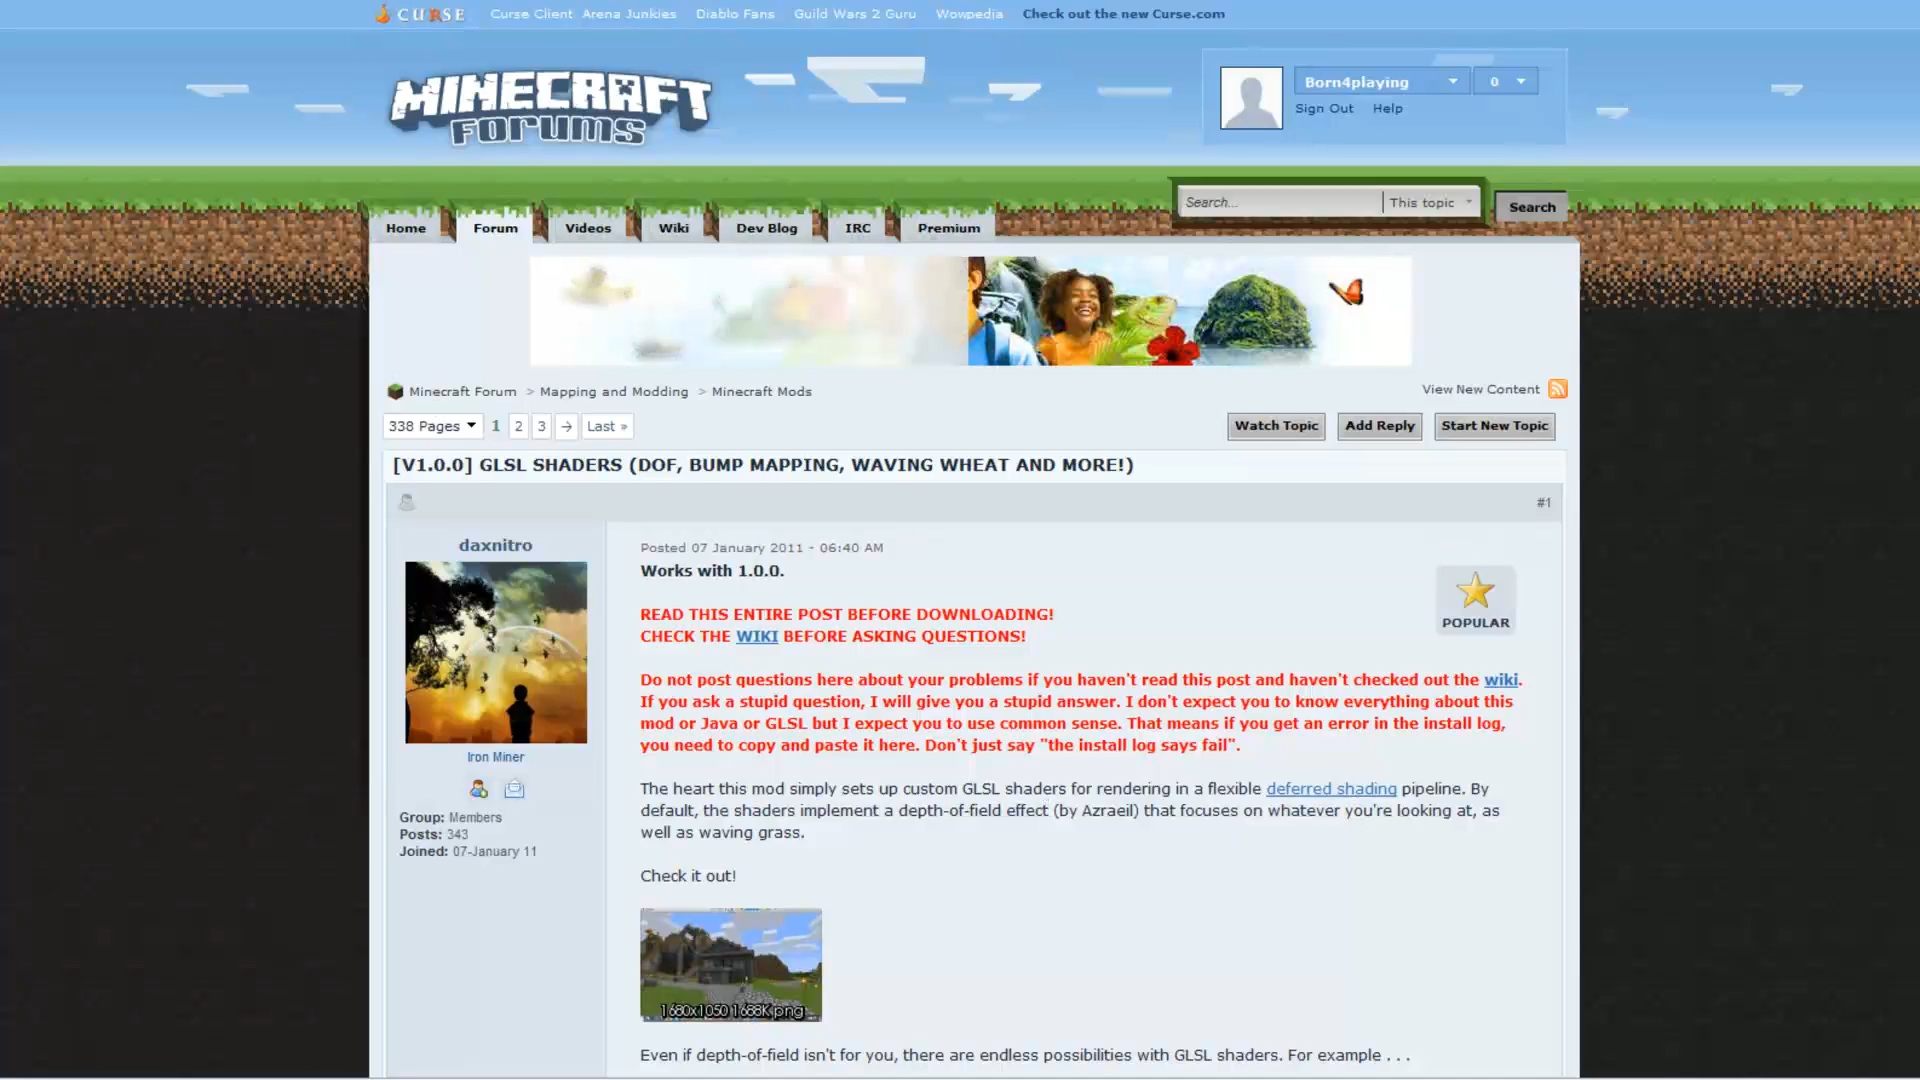 CURSE Curse Client Arena Junkies Diablo Fans Guild Wars 2 Guru Wowpedia Check out the new Curse.com
MINECRAFT
FORUMS
Born4playing 0
Sign Out Help
Search... This topic Search
Home Forum Videos Wiki Dev Blog IRC Premium
Minecraft Forum > Mapping and Modding > Minecraft Mods View New Content
338 Pages 1 2 3 → Last » Watch Topic Add Reply Start New Topic
[V1.0.0] GLSL SHADERS (DOF, BUMP MAPPING, WAVING WHEAT AND MORE!)
#1
daxnitro
Iron Miner
Group: Members
Posts: 343
Joined: 07-January 11
Posted 07 January 2011 - 06:40 AM
Works with 1.0.0.
POPULAR
READ THIS ENTIRE POST BEFORE DOWNLOADING!
CHECK THE WIKI BEFORE ASKING QUESTIONS!
Do not post questions here about your problems if you haven't read this post and haven't checked out the wiki.
If you ask a stupid question, I will give you a stupid answer. I don't expect you to know everything about this
mod or Java or GLSL but I expect you to use common sense. That means if you get an error in the install log,
you need to copy and paste it here. Don't just say "the install log says fail".
The heart this mod simply sets up custom GLSL shaders for rendering in a flexible deferred shading pipeline. By
default, the shaders implement a depth-of-field effect (by Azraeil) that focuses on whatever you're looking at, as
well as waving grass.
Check it out!
1680x1050 1688K png
Even if depth-of-field isn't for you, there are endless possibilities with GLSL shaders. For example . . .